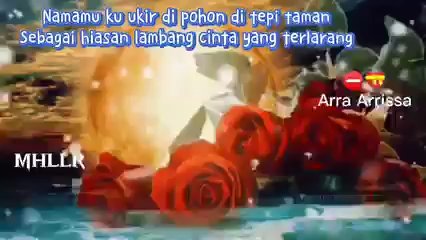 Namamu ku ukir di pohon di tepi taman
Sebagai hiasan lambang cinta yang terlarang
Arra Arrissa
MHLLR